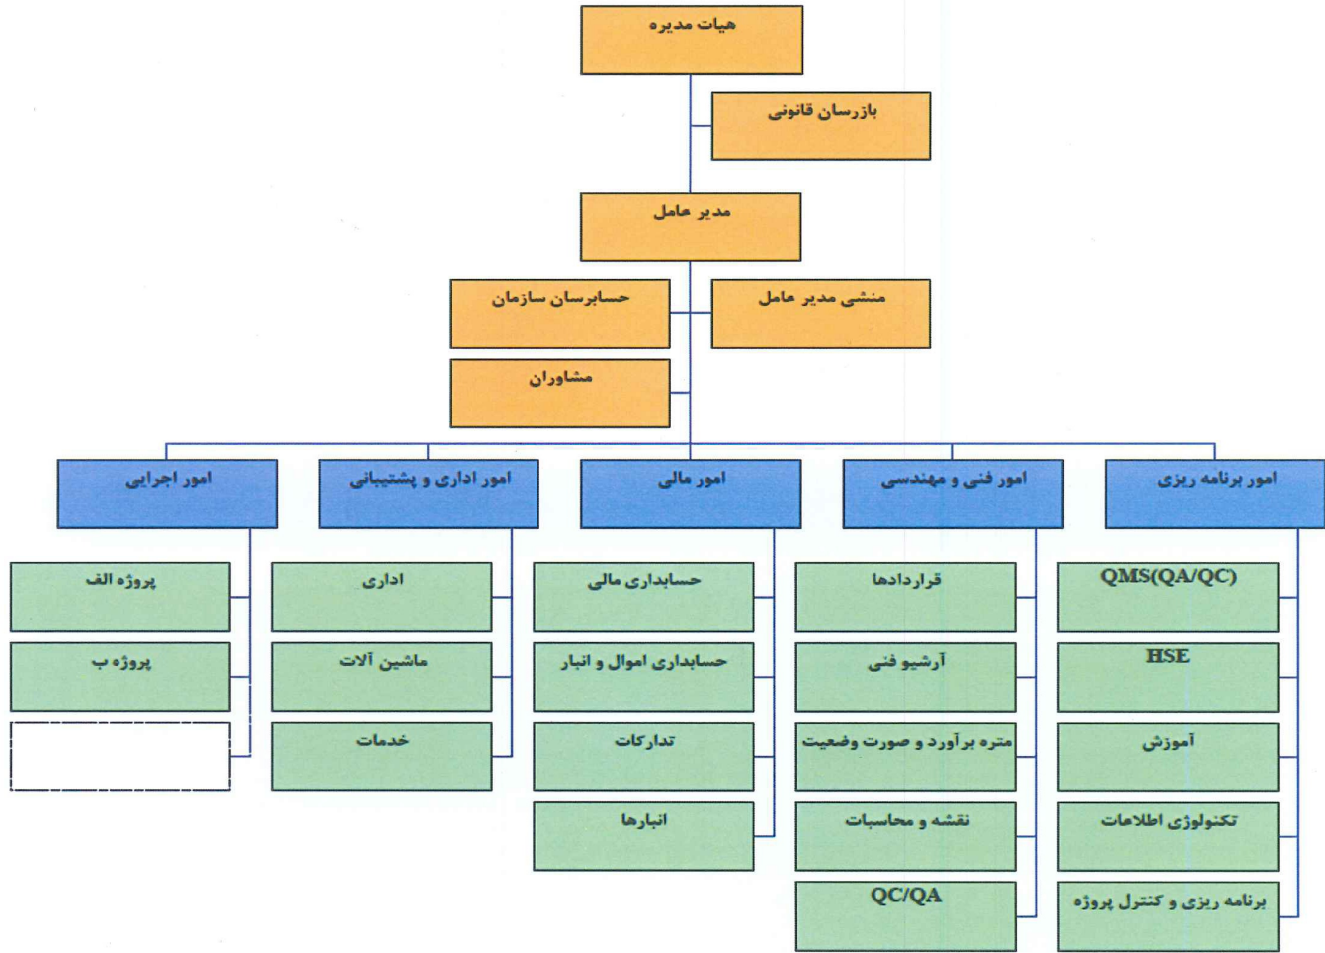 هیات مدیره
بازرسان قانونی
مدیر عامل
منشی مدیر عامل
حسابرسان سازمان
مشاوران
امور برنامه ریزی
امور فنی و مهندسی
امور مالی
امور اداری و پشتیبانی
امور اجرایی
QMS(QA/QC)
HSE
آموزش
تکنولوژی اطلاعات
برنامه ریزی و کنترل پروژه
قراردادها
آرشیو فنی
متره برآورد و صورت وضعیت
نقشه و محاسبات
QC/QA
حسابداری مالی
حسابداری اموال و انبار
تدارکات
انبارها
اداری
ماشین آلات
خدمات
پروژه الف
پروژه ب